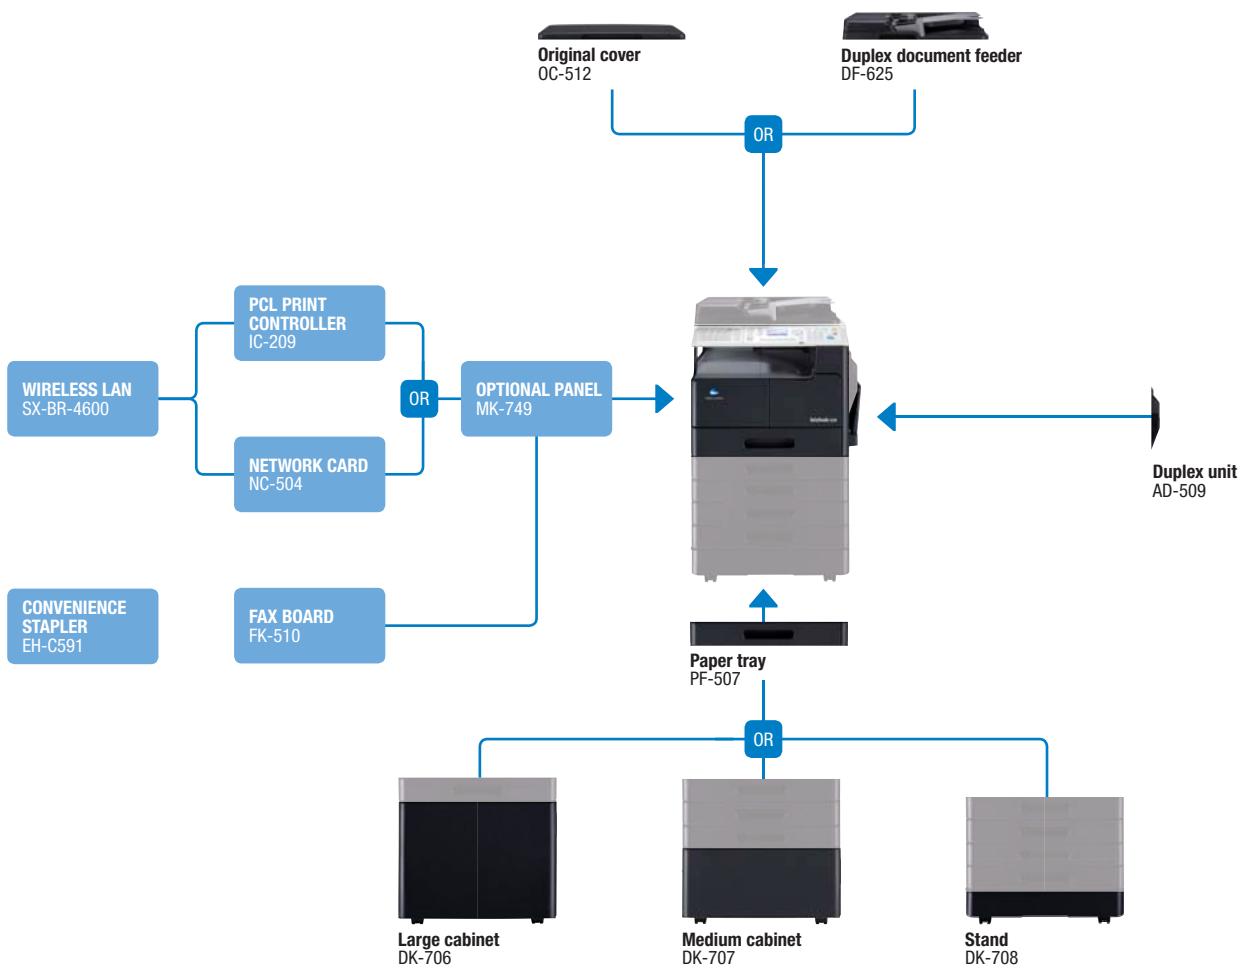 Original cover
OC-512
Duplex document feeder
DF-625
OR
PCL PRINT
CONTROLLER
IC-209
WIRELESS LAN
SX-BR-4600
OR
OPTIONAL PANEL
MK-749
NETWORK CARD
NC-504
Duplex unit
AD-509
CONVENIENCE
STAPLER
EH-C591
FAX BOARD
FK-510
Paper tray
PF-507
OR
Large cabinet
DK-706
Medium cabinet
DK-707
Stand
DK-708